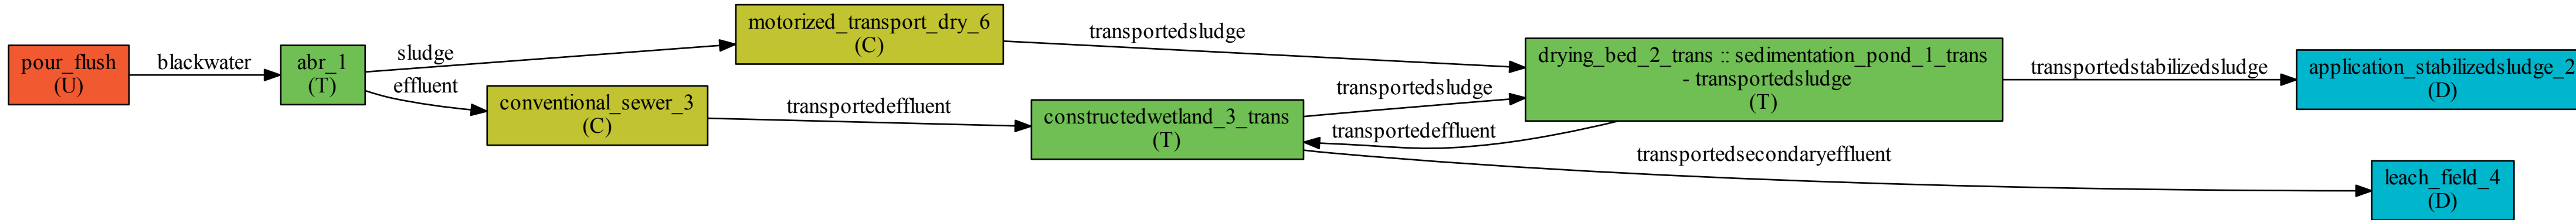 pour_flush
(U)
blackwater
abr_1
(T)
sludge
effluent
motorized_transport_dry_6
(C)
conventional_sewer_3
(C)
transportedsludge
transportedeffluent
constructedwetland_3_trans
(T)
transportedsludge
transportedeffluent
drying_bed_2_trans :: sedimentation_pond_1_trans
- transportedsludge
(T)
transportedstabilizedsludge
transportedsecondaryeffluent
application_stabilizedsludge_2
(D)
leach_field_4
(D)